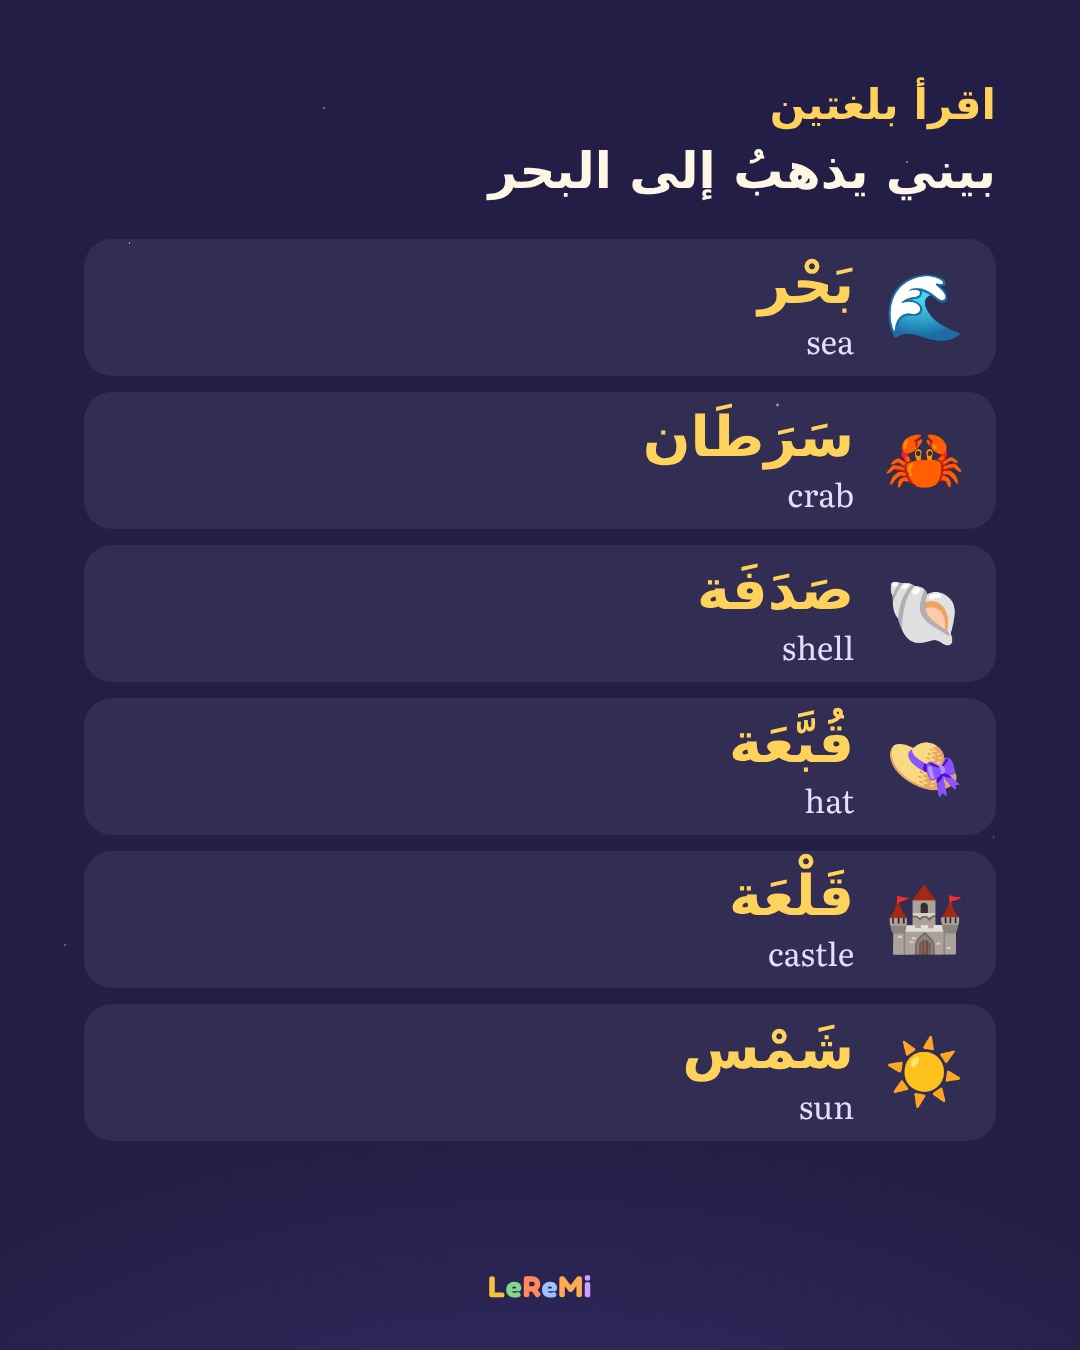 اقرأ بلغتين
بيني يذهبُ إلى البحر
بَحْر
sea
سَرَطَان
crab
صَدَفَة
shell
قُبَّعَة
hat
قَلْعَة
castle
شَمْس
sun
LeReMi